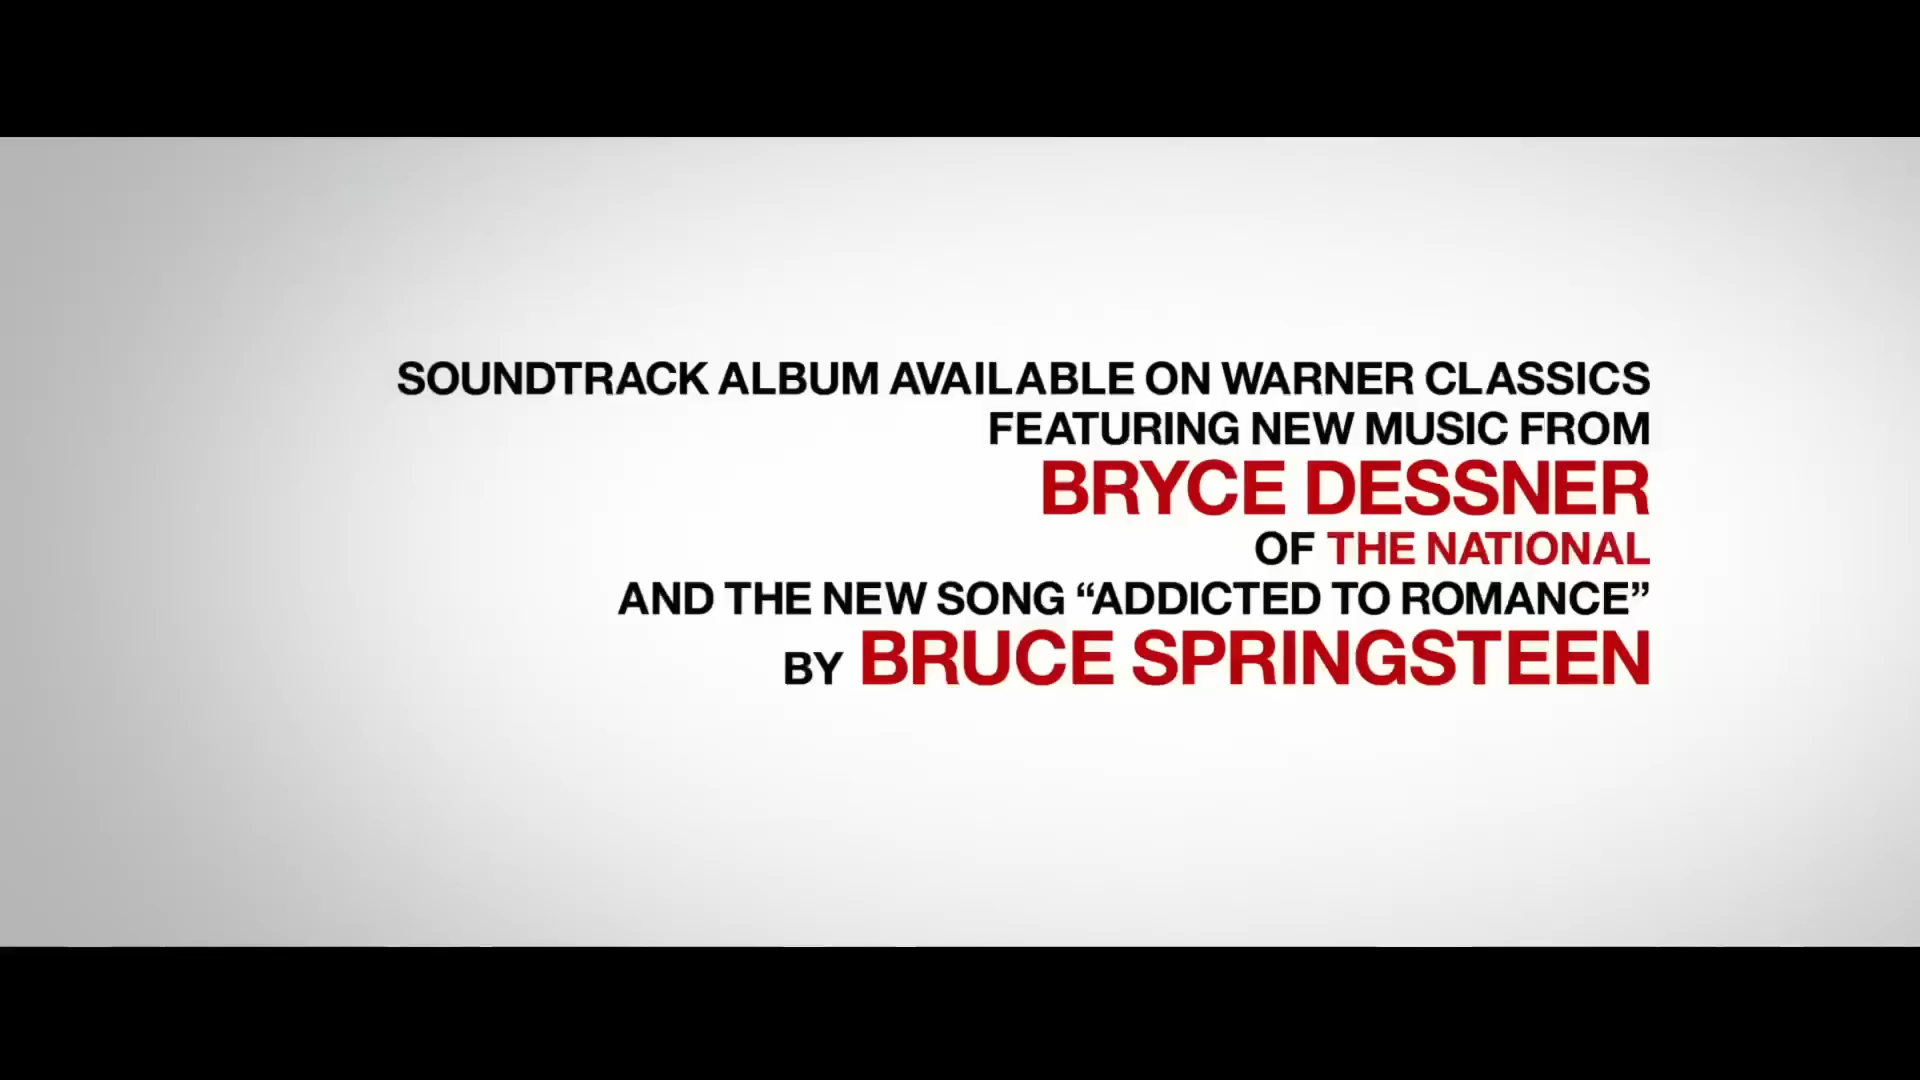 SOUNDTRACK ALBUM AVAILABLE ON WARNER CLASSICS
FEATURING NEW MUSIC FROM
BRYCE DESSNER
OF THE NATIONAL
AND THE NEW SONG “ADDICTED TO ROMANCE”
BY BRUCE SPRINGSTEEN